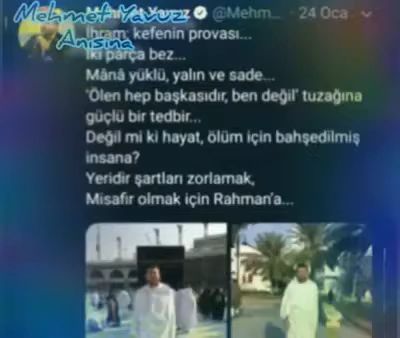 Mehmet Yavuz
Anısına
Yavuz @Mehm... · 24 Oca
İhram; kefenin provası...
İki parça bez...
Mânâ yüklü, yalın ve sade...
'Ölen hep başkasıdır, ben değil' tuzağına
güçlü bir tedbir...
Değil mi ki hayat, ölüm için bahşedilmiş
insana?
Yeridir şartları zorlamak,
Misafir olmak için Rahman'a...